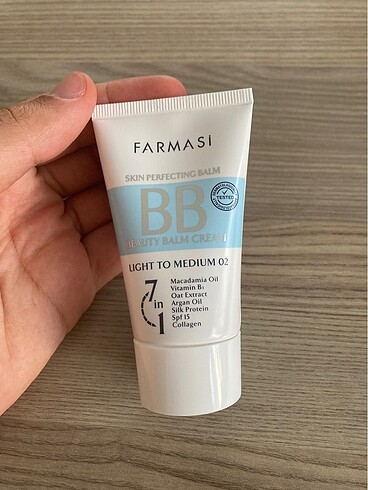 FARMASİ
SKIN PERFECTING BALM
BB
TESTED
BEAUTY BALM CREAM
LIGHT TO MEDIUM 02
7 in 1
Macadamia Oil
Vitamin B₅
Oat Extract
Argan Oil
Silk Protein
Spf 15
Collagen